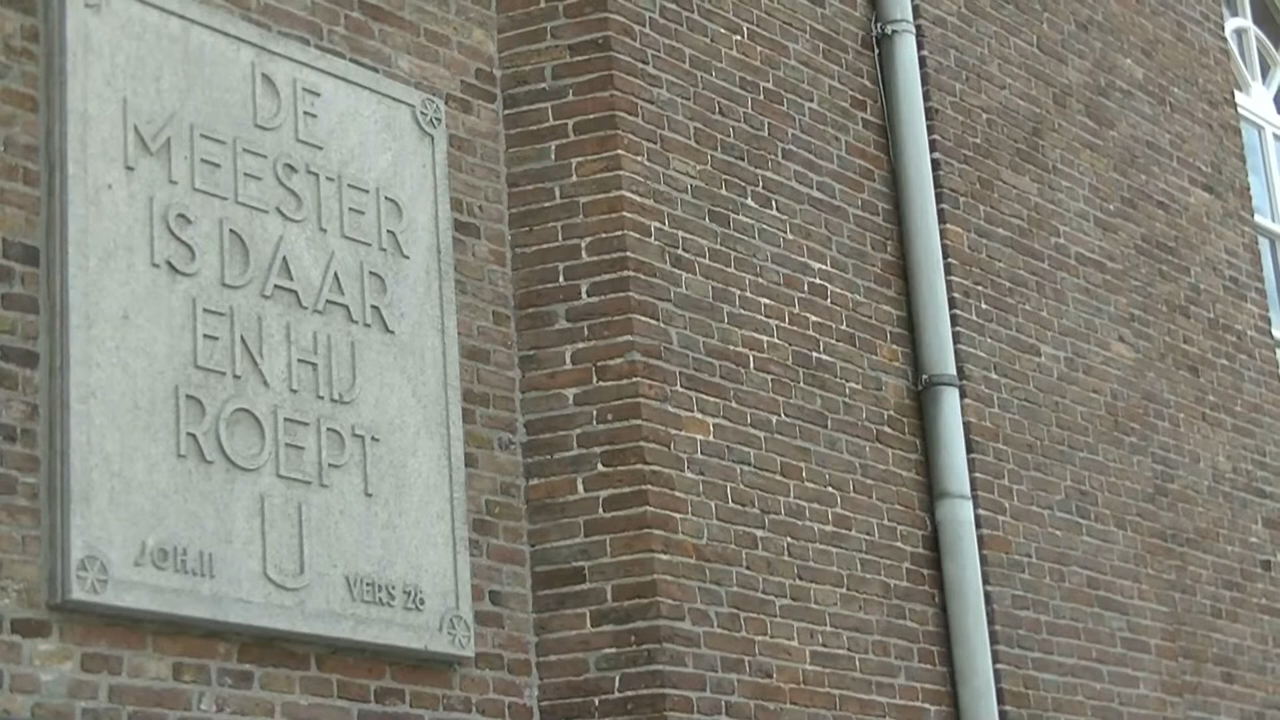 DE
MEESTER
IS DAAR
EN HIJ
ROEPT
U
JOH.11
VERS 28